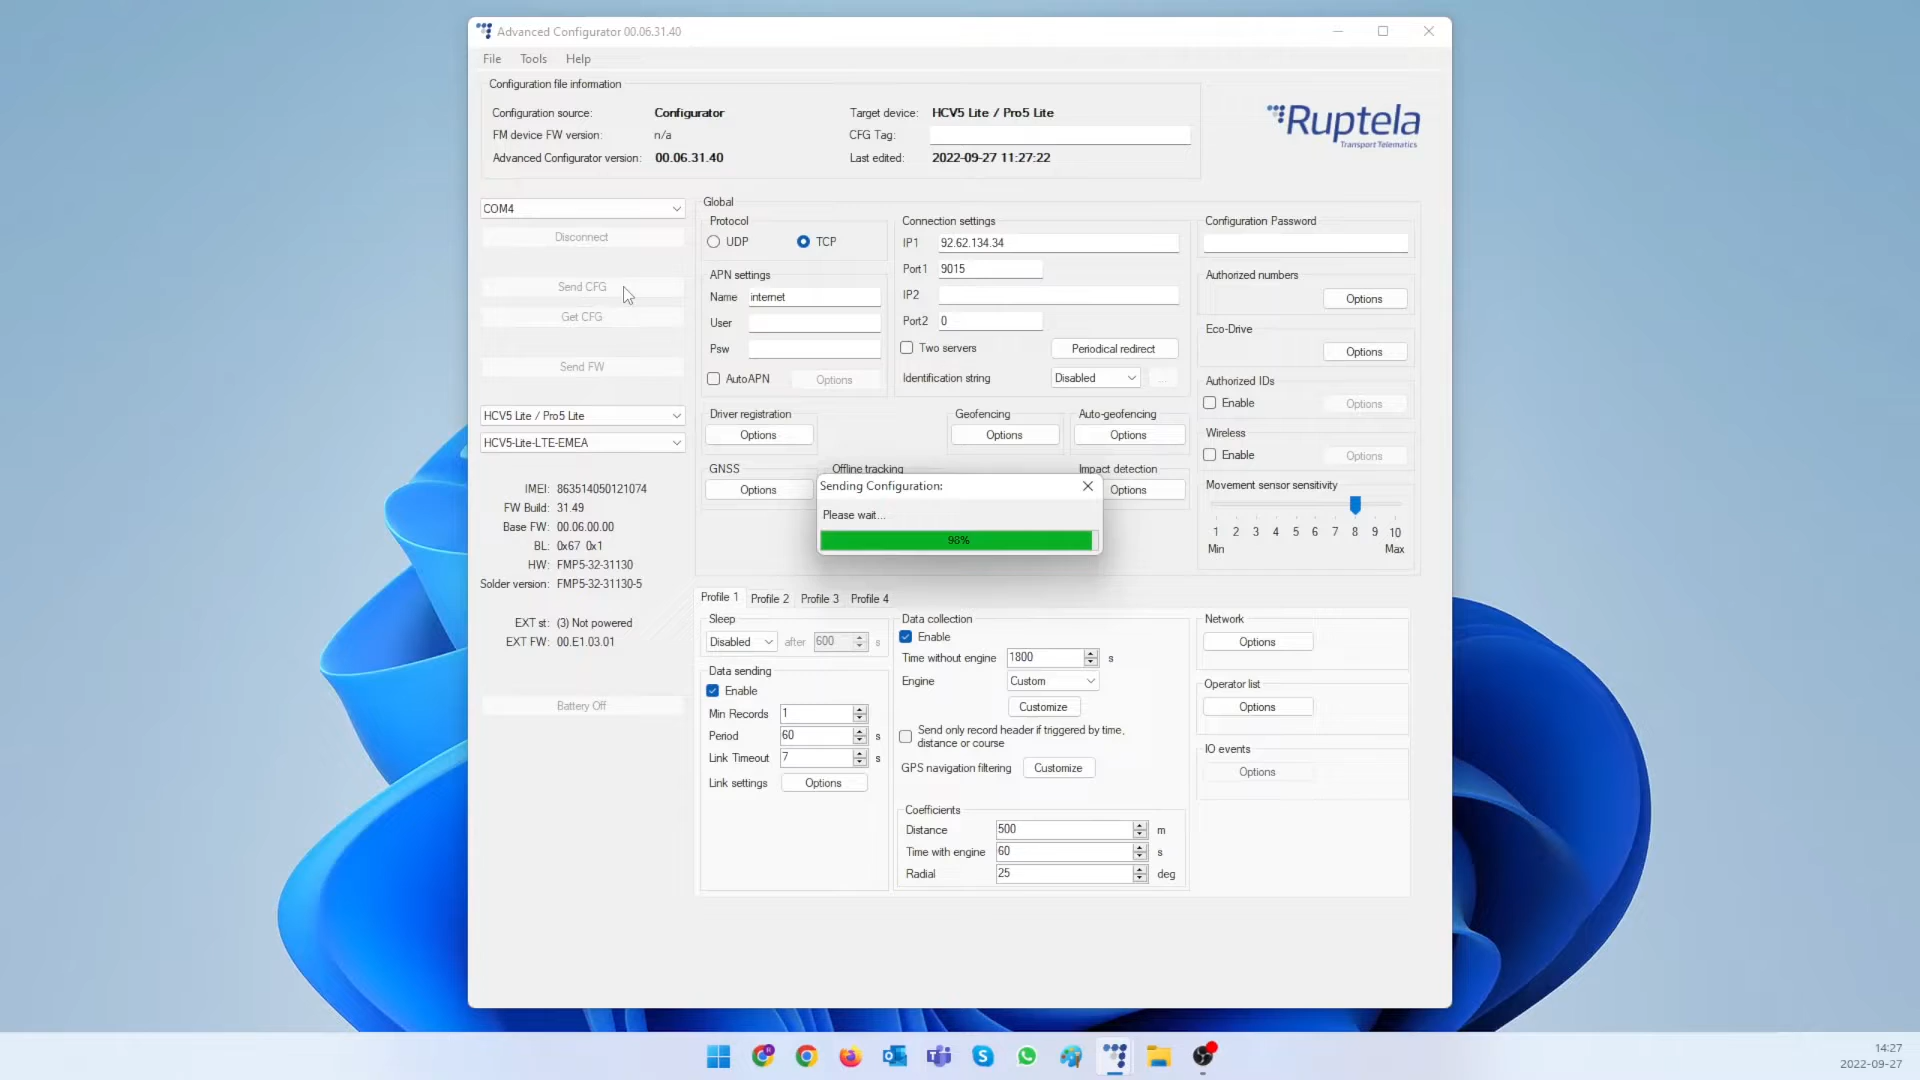 Advanced Configurator 00.06.31.40
File Tools Help
Configuration file information
Configuration source: Configurator
Target device: HCV5 Lite / Pro5 Lite
FM device FW version: n/a
CFG Tag:
Advanced Configurator version: 00.06.31.40
Last edited: 2022-09-27 11:27:22
Ruptela
Transport Telematics
COM4
Disconnect
Send CFG
Get CFG
Send FW
HCV5 Lite / Pro5 Lite
HCV5-Lite-LTE-EMEA
IMEI: 863514050121074
FW Build: 31.49
Base FW: 00.06.00.00
BL: 0x67 0x1
HW: FMP5-32-31130
Solder version: FMP5-32-31130-5
EXT st: (3) Not powered
EXT FW: 00.E1.03.01
Battery Off
Global
Protocol
UDP TCP
APN settings
Name internet
User
Psw
AutoAPN Options
Connection settings
IP1 92.62.134.34
Port1 9015
IP2
Port2 0
Two servers Periodical redirect
Identification string Disabled ...
Configuration Password
Authorized numbers
Options
Eco-Drive
Options
Authorized IDs
Enable Options
Wireless
Enable Options
Movement sensor sensitivity
1 2 3 4 5 6 7 8 9 10
Min Max
Driver registration
Options
Geofencing
Options
Auto-geofencing
Options
GNSS
Options
Offline tracking
Impact detection
Options
Sending Configuration:
Please wait...
98%
Profile 1 Profile 2 Profile 3 Profile 4
Sleep
Disabled after 600 s
Data sending
Enable
Min Records 1
Period 60 s
Link Timeout 7 s
Link settings Options
Data collection
Enable
Time without engine 1800 s
Engine Custom
Customize
Send only record header if triggered by time,
distance or course
GPS navigation filtering Customize
Coefficients
Distance 500 m
Time with engine 60 s
Radial 25 deg
Network
Options
Operator list
Options
IO events
Options
14:27
2022-09-27